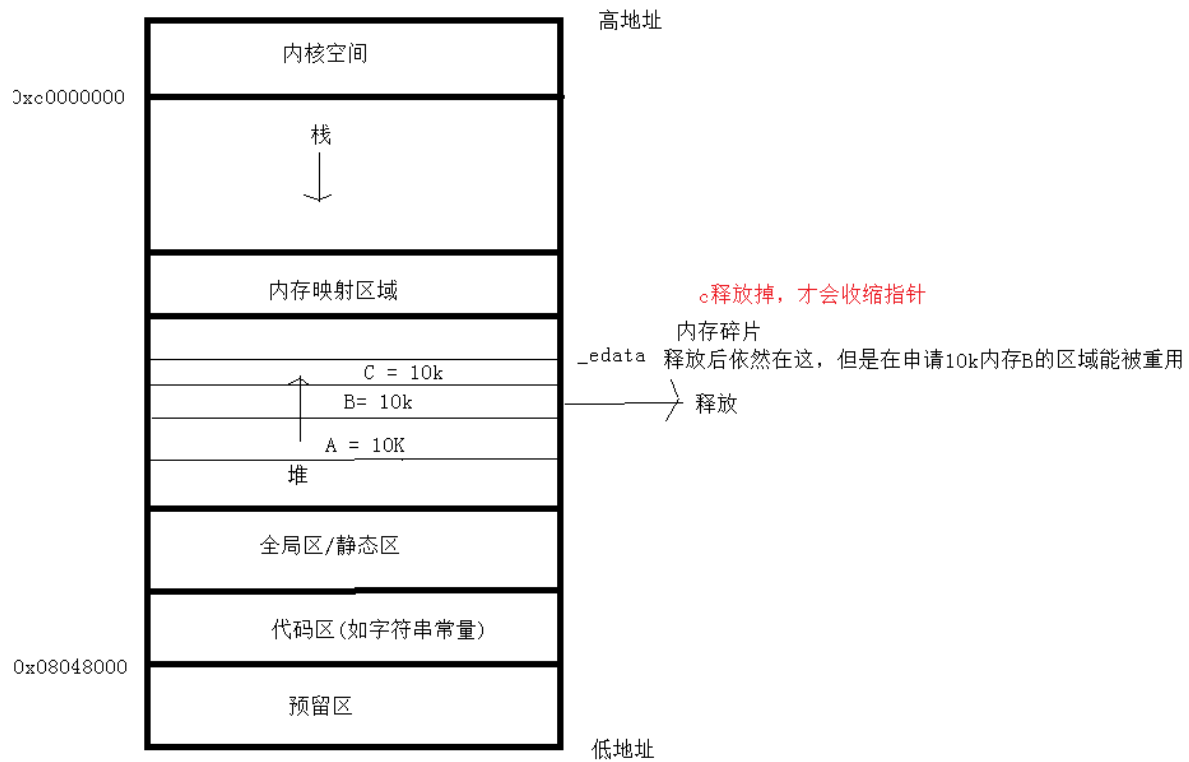 高地址
内核空间
0xc0000000
栈
内存映射区域
c释放掉，才会收缩指针
内存碎片
_edata
释放后依然在这，但是在申请10k内存B的区域能被重用
C = 10k
B= 10k
释放
A = 10K
堆
全局区/静态区
代码区(如字符串常量)
0x08048000
预留区
低地址